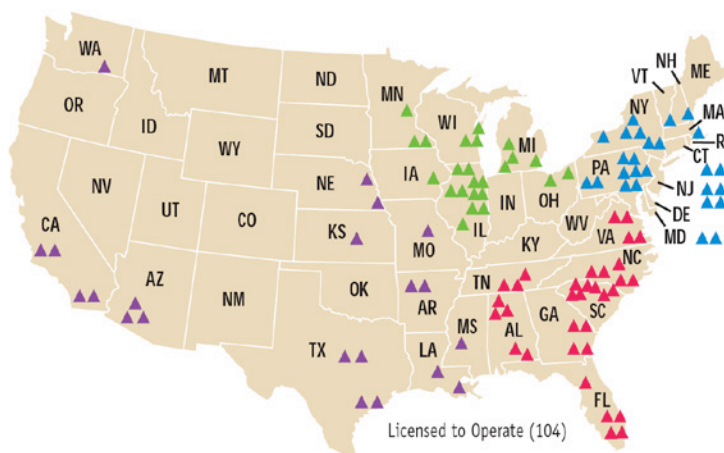 WA
MT
ND
MN
OR
ID
SD
WI
WY
MI
NH
VT
ME
NY
MA
R
CT
NV
NE
IA
PA
NJ
UT
CO
IL
IN
OH
WV
DE
MD
CA
KS
MO
KY
VA
NC
AZ
NM
OK
AR
TN
SC
TX
LA
MS
AL
GA
FL
Licensed to Operate (104)